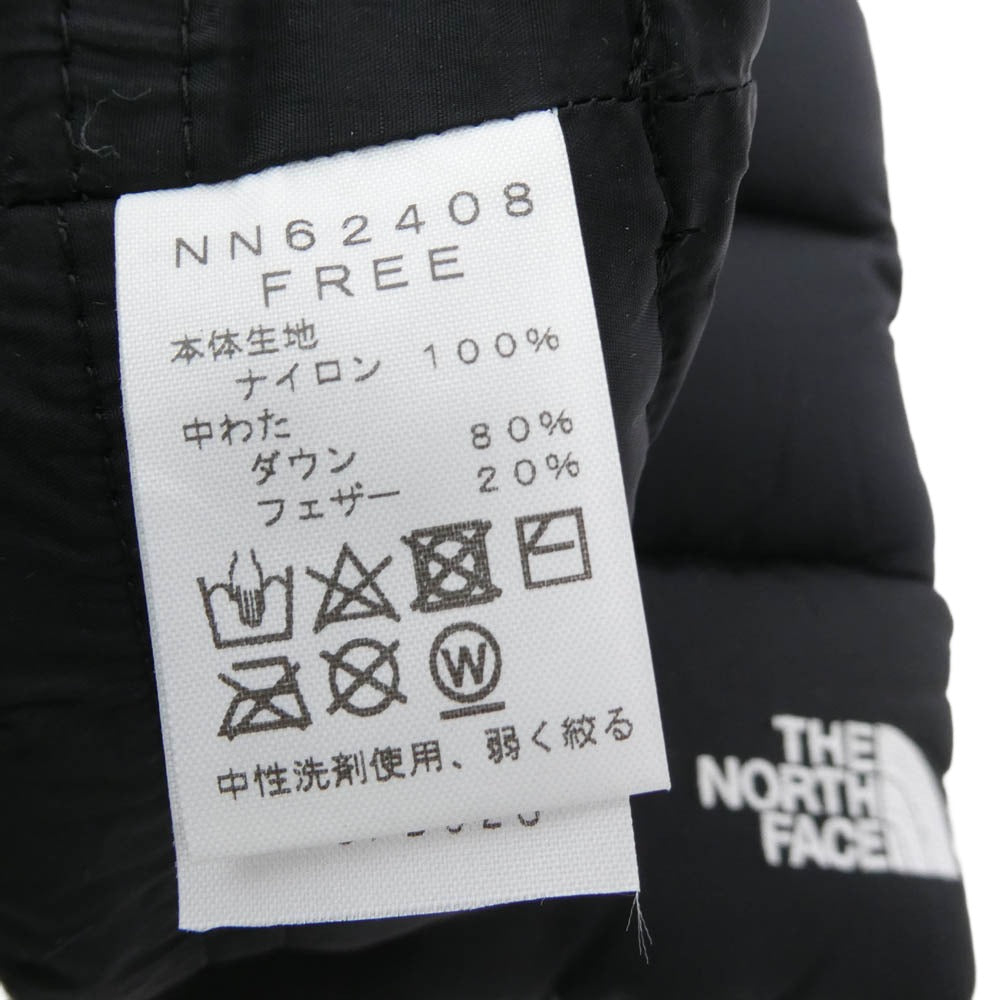 NN62408
FREE
本体生地
ナイロン 100%
中わた
ダウン 80%
フェザー 20%
W
中性洗剤使用、弱く絞る
THE
NORTH
FACE